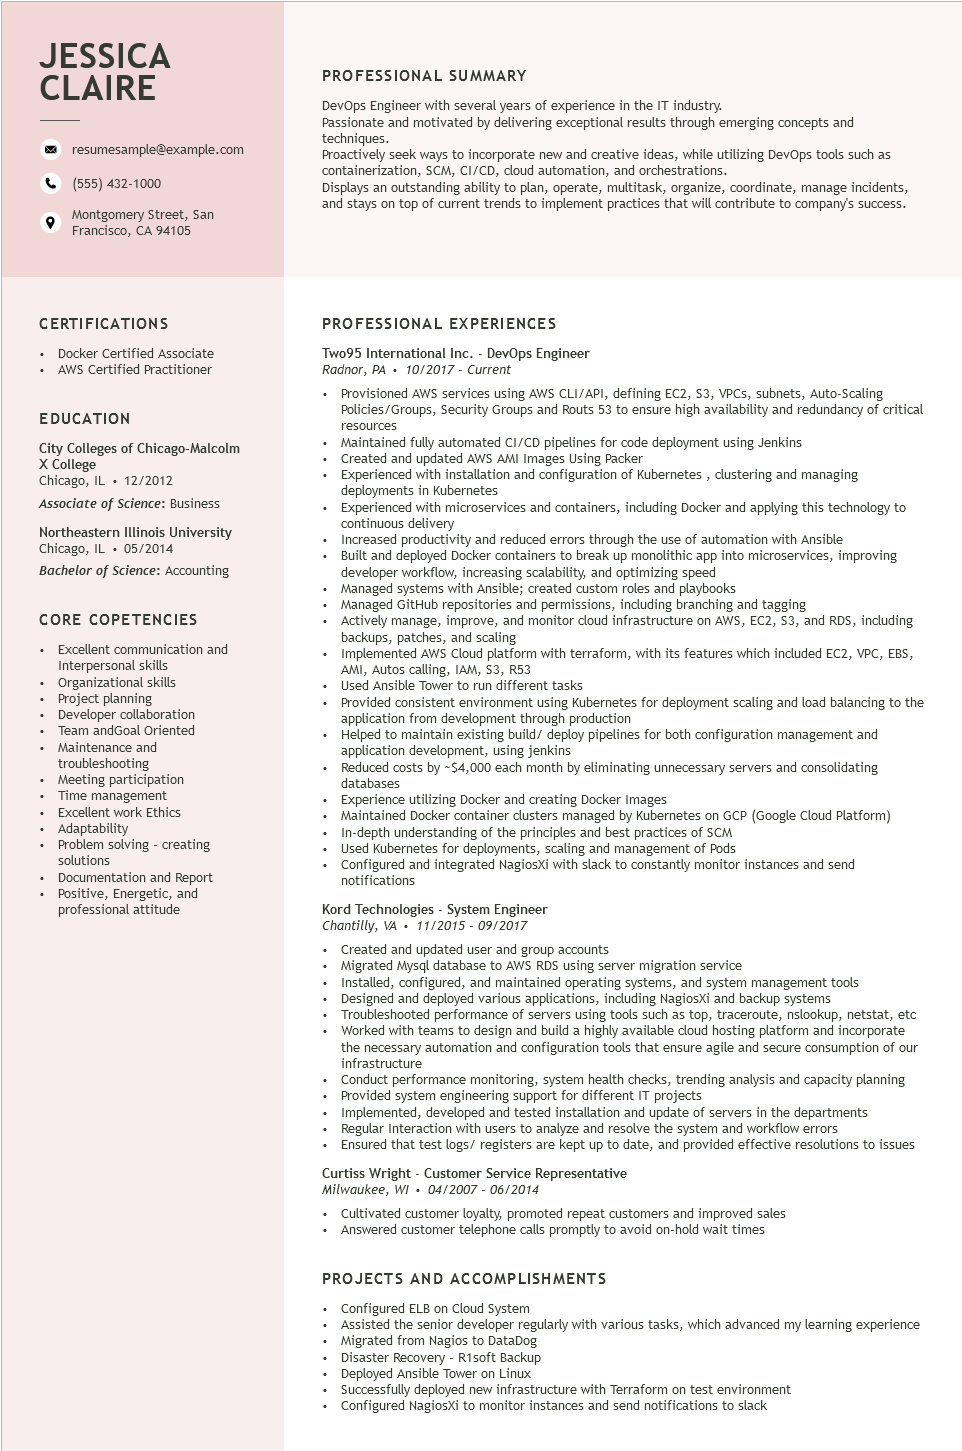 JESSICA
CLAIRE
resumesample@example.com
(555) 432-1000
Montgomery Street, San
Francisco, CA 94105
PROFESSIONAL SUMMARY
DevOps Engineer with several years of experience in the IT industry.
Passionate and motivated by delivering exceptional results through emerging concepts and
techniques.
Proactively seek ways to incorporate new and creative ideas, while utilizing DevOps tools such as
containerization, SCM, CI/CD, cloud automation, and orchestrations.
Displays an outstanding ability to plan, operate, multitask, organize, coordinate, manage incidents,
and stays on top of current trends to implement practices that will contribute to company's success.
CERTIFICATIONS
• Docker Certified Associate
• AWS Certified Practitioner
EDUCATION
City Colleges of Chicago-Malcolm
X College
Chicago, IL • 12/2012
Associate of Science: Business
Northeastern Illinois University
Chicago, IL • 05/2014
Bachelor of Science: Accounting
CORE COPETENCIES
• Excellent communication and
Interpersonal skills
• Organizational skills
• Project planning
• Developer collaboration
• Team andGoal Oriented
• Maintenance and
troubleshooting
• Meeting participation
• Time management
• Excellent work Ethics
• Adaptability
• Problem solving - creating
solutions
• Documentation and Report
• Positive, Energetic, and
professional attitude
PROFESSIONAL EXPERIENCES
Two95 International Inc. - DevOps Engineer
Radnor, PA • 10/2017 - Current
• Provisioned AWS services using AWS CLI/API, defining EC2, S3, VPCs, subnets, Auto-Scaling
Policies/Groups, Security Groups and Routs 53 to ensure high availability and redundancy of critical
resources
• Maintained fully automated CI/CD pipelines for code deployment using Jenkins
• Created and updated AWS AMI Images Using Packer
• Experienced with installation and configuration of Kubernetes , clustering and managing
deployments in Kubernetes
• Experienced with microservices and containers, including Docker and applying this technology to
continuous delivery
• Increased productivity and reduced errors through the use of automation with Ansible
• Built and deployed Docker containers to break up monolithic app into microservices, improving
developer workflow, increasing scalability, and optimizing speed
• Managed systems with Ansible; created custom roles and playbooks
• Managed GitHub repositories and permissions, including branching and tagging
• Actively manage, improve, and monitor cloud infrastructure on AWS, EC2, S3, and RDS, including
backups, patches, and scaling
• Implemented AWS Cloud platform with terraform, with its features which included EC2, VPC, EBS,
AMI, Autos calling, IAM, S3, R53
• Used Ansible Tower to run different tasks
• Provided consistent environment using Kubernetes for deployment scaling and load balancing to the
application from development through production
• Helped to maintain existing build/ deploy pipelines for both configuration management and
application development, using jenkins
• Reduced costs by ~$4,000 each month by eliminating unnecessary servers and consolidating
databases
• Experience utilizing Docker and creating Docker Images
• Maintained Docker container clusters managed by Kubernetes on GCP (Google Cloud Platform)
• In-depth understanding of the principles and best practices of SCM
• Used Kubernetes for deployments, scaling and management of Pods
• Configured and integrated NagiosXi with slack to constantly monitor instances and send
notifications
Kord Technologies - System Engineer
Chantilly, VA • 11/2015 - 09/2017
• Created and updated user and group accounts
• Migrated Mysql database to AWS RDS using server migration service
• Installed, configured, and maintained operating systems, and system management tools
• Designed and deployed various applications, including NagiosXi and backup systems
• Troubleshooted performance of servers using tools such as top, traceroute, nslookup, netstat, etc
• Worked with teams to design and build a highly available cloud hosting platform and incorporate
the necessary automation and configuration tools that ensure agile and secure consumption of our
infrastructure
• Conduct performance monitoring, system health checks, trending analysis and capacity planning
• Provided system engineering support for different IT projects
• Implemented, developed and tested installation and update of servers in the departments
• Regular Interaction with users to analyze and resolve the system and workflow errors
• Ensured that test logs/ registers are kept up to date, and provided effective resolutions to issues
Curtiss Wright - Customer Service Representative
Milwaukee, WI • 04/2007 - 06/2014
• Cultivated customer loyalty, promoted repeat customers and improved sales
• Answered customer telephone calls promptly to avoid on-hold wait times
PROJECTS AND ACCOMPLISHMENTS
• Configured ELB on Cloud System
• Assisted the senior developer regularly with various tasks, which advanced my learning experience
• Migrated from Nagios to DataDog
• Disaster Recovery - R1soft Backup
• Deployed Ansible Tower on Linux
• Successfully deployed new infrastructure with Terraform on test environment
• Configured NagiosXi to monitor instances and send notifications to slack